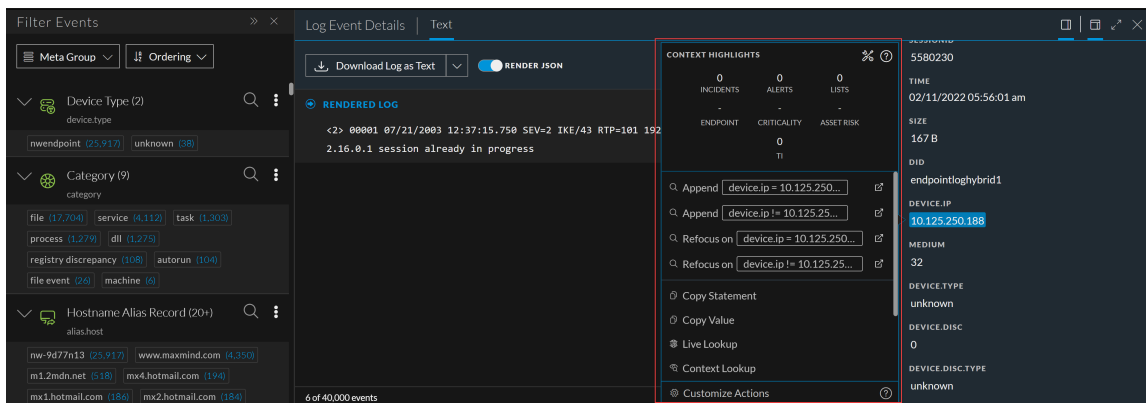 Filter Events
Meta Group
Ordering
Device Type (2)
device.type
nwendpoint (25,917) unknown (38)
Category (9)
category
file (17,704) service (4,112) task (1,303)
process (1,279) dll (1,275)
registry discrepancy (108) autorun (104)
file event (26) machine (6)
Hostname Alias Record (20+)
alias.host
nw-9d77n13 (25,917) www.maxmind.com (4,350)
m1.2mdn.net (518) mx4.hotmail.com (194)
mx1.hotmail.com (186) mx2.hotmail.com (184)
Log Event Details Text
Download Log as Text RENDER JSON
RENDERED LOG
<2> 00001 07/21/2003 12:37:15.750 SEV=2 IKE/43 RTP=101 192
2.16.0.1 session already in progress
6 of 40,000 events
CONTEXT HIGHLIGHTS
0 0 0
INCIDENTS ALERTS LISTS
- - -
ENDPOINT CRITICALITY ASSET RISK
0
TI
Append device.ip = 10.125.250...
Append device.ip != 10.125.25...
Refocus on device.ip = 10.125.250...
Refocus on device.ip != 10.125.25...
Copy Statement
Copy Value
Live Lookup
Context Lookup
Customize Actions
SESSIONID
5580230
TIME
02/11/2022 05:56:01 am
SIZE
167 B
DID
endpointloghybrid1
DEVICE.IP
10.125.250.188
MEDIUM
32
DEVICE.TYPE
unknown
DEVICE.DISC
0
DEVICE.DISC.TYPE
unknown